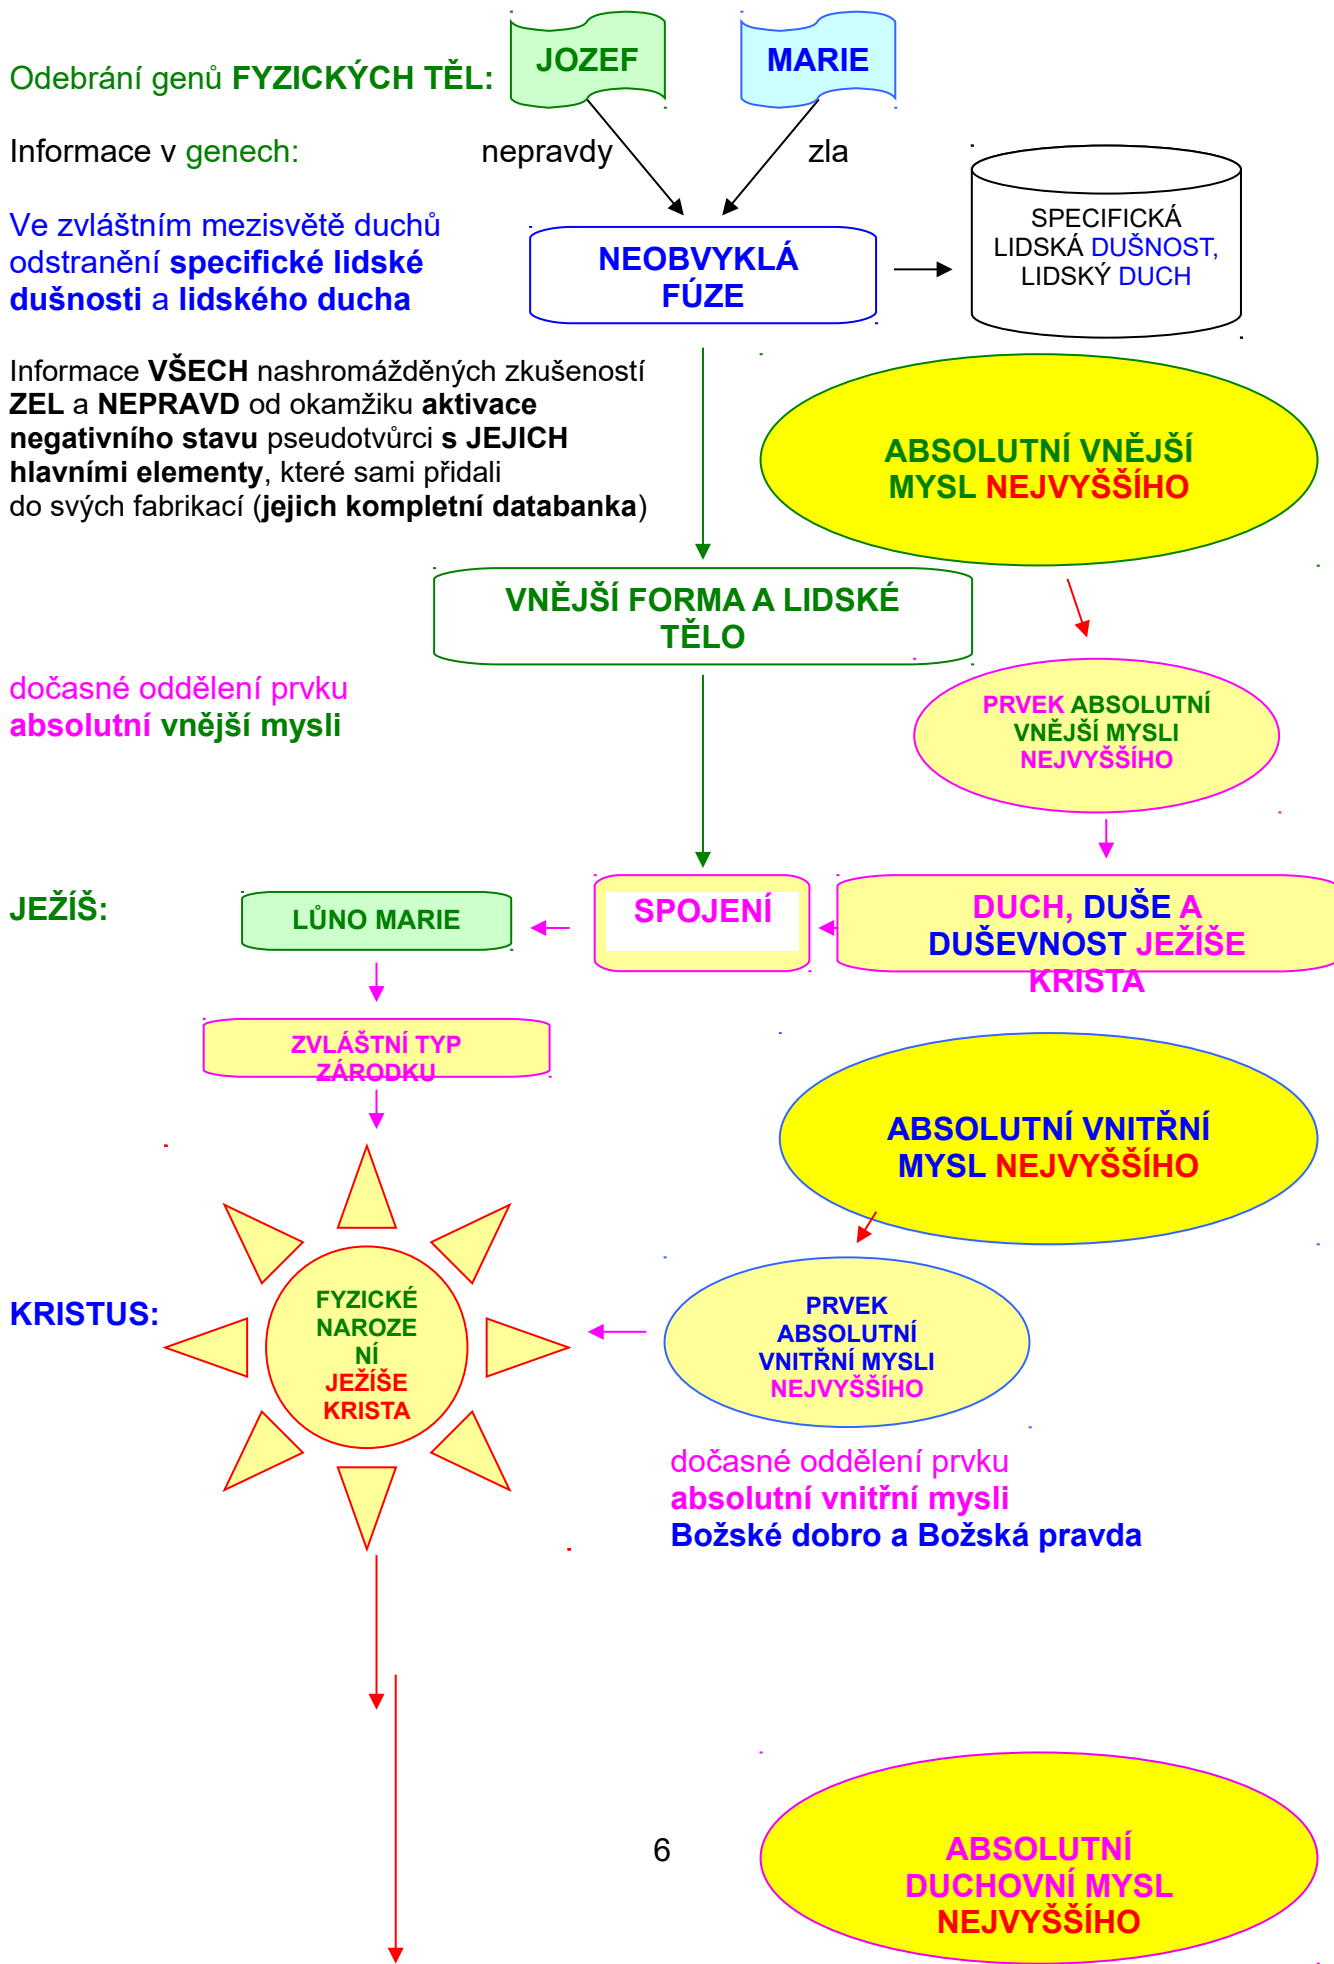 JOZEF
MARIE
Odebrání genů FYZICKÝCH TĚL:
Informace v genech:
nepravdy
zla
Ve zvláštním mezisvětě duchů
odstranění specifické lidské
dušnosti a lidského ducha
NEOBVYKLÁ
FÚZE
SPECIFICKÁ
LIDSKÁ DUŠNOST,
LIDSKÝ DUCH
Informace VŠECH nashromážděných zkušeností
ZEL a NEPRAVD od okamžiku aktivace
negativního stavu pseudotvůrci s JEJICH
hlavními elementy, které sami přidali
do svých fabrikací (jejich kompletní databanka)
ABSOLUTNÍ VNĚJŠÍ
MYSL NEJVYŠŠÍHO
VNĚJŠÍ FORMA A LIDSKÉ
TĚLO
dočasné oddělení prvku
absolutní vnější mysli
PRVEK ABSOLUTNÍ
VNĚJŠÍ MYSLI
NEJVYŠŠÍHO
JEŽÍŠ:
LŮNO MARIE
SPOJENÍ
DUCH, DUŠE A
DUŠEVNOST JEŽÍŠE
KRISTA
ZVLÁŠTNÍ TYP
ZÁRODKU
ABSOLUTNÍ VNITŘNÍ
MYSL NEJVYŠŠÍHO
KRISTUS:
FYZICKÉ
NAROZE
NÍ
JEŽÍŠE
KRISTA
PRVEK
ABSOLUTNÍ
VNITŘNÍ MYSLI
NEJVYŠŠÍHO
dočasné oddělení prvku
absolutní vnitřní mysli
Božské dobro a Božská pravda
6
ABSOLUTNÍ
DUCHOVNÍ MYSL
NEJVYŠŠÍHO